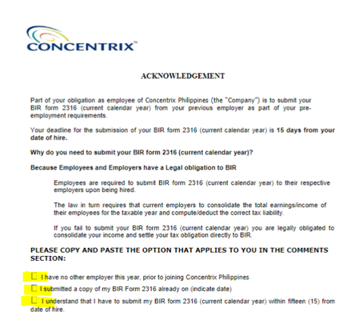 CONCENTRIX
ACKNOWLEDGEMENT
Part of your obligation as employee of Concentrix Philippines (the "Company") is to submit your
BIR form 2316 (current calendar year) from your previous employer as part of your pre-
employment requirements.
Your deadline for the submission of your BIR form 2316 (current calendar year) is 15 days from your
date of hire.
Why do you need to submit your BIR form 2316 (current calendar year)?
Because Employees and Employers have a Legal obligation to BIR
Employees are required to submit BIR form 2316 (current calendar year) to their respective
employers upon being hired.
The law in turn requires that current employers to consolidate the total earnings/income of
their employees for the taxable year and compute/deduct the correct tax liability.
If you fail to submit your BIR form 2316 (current calendar year) you are legally obligated to
consolidate your income and settle your tax obligation directly to BIR.
PLEASE COPY AND PASTE THE OPTION THAT APPLIES TO YOU IN THE COMMENTS
SECTION:
I have no other employer this year, prior to joining Concentrix Philippines
I submitted a copy of my BIR Form 2316 already on (indicate date)
I understand that I have to submit my BIR form 2316 (current calendar year) within fifteen (15) from
date of hire.